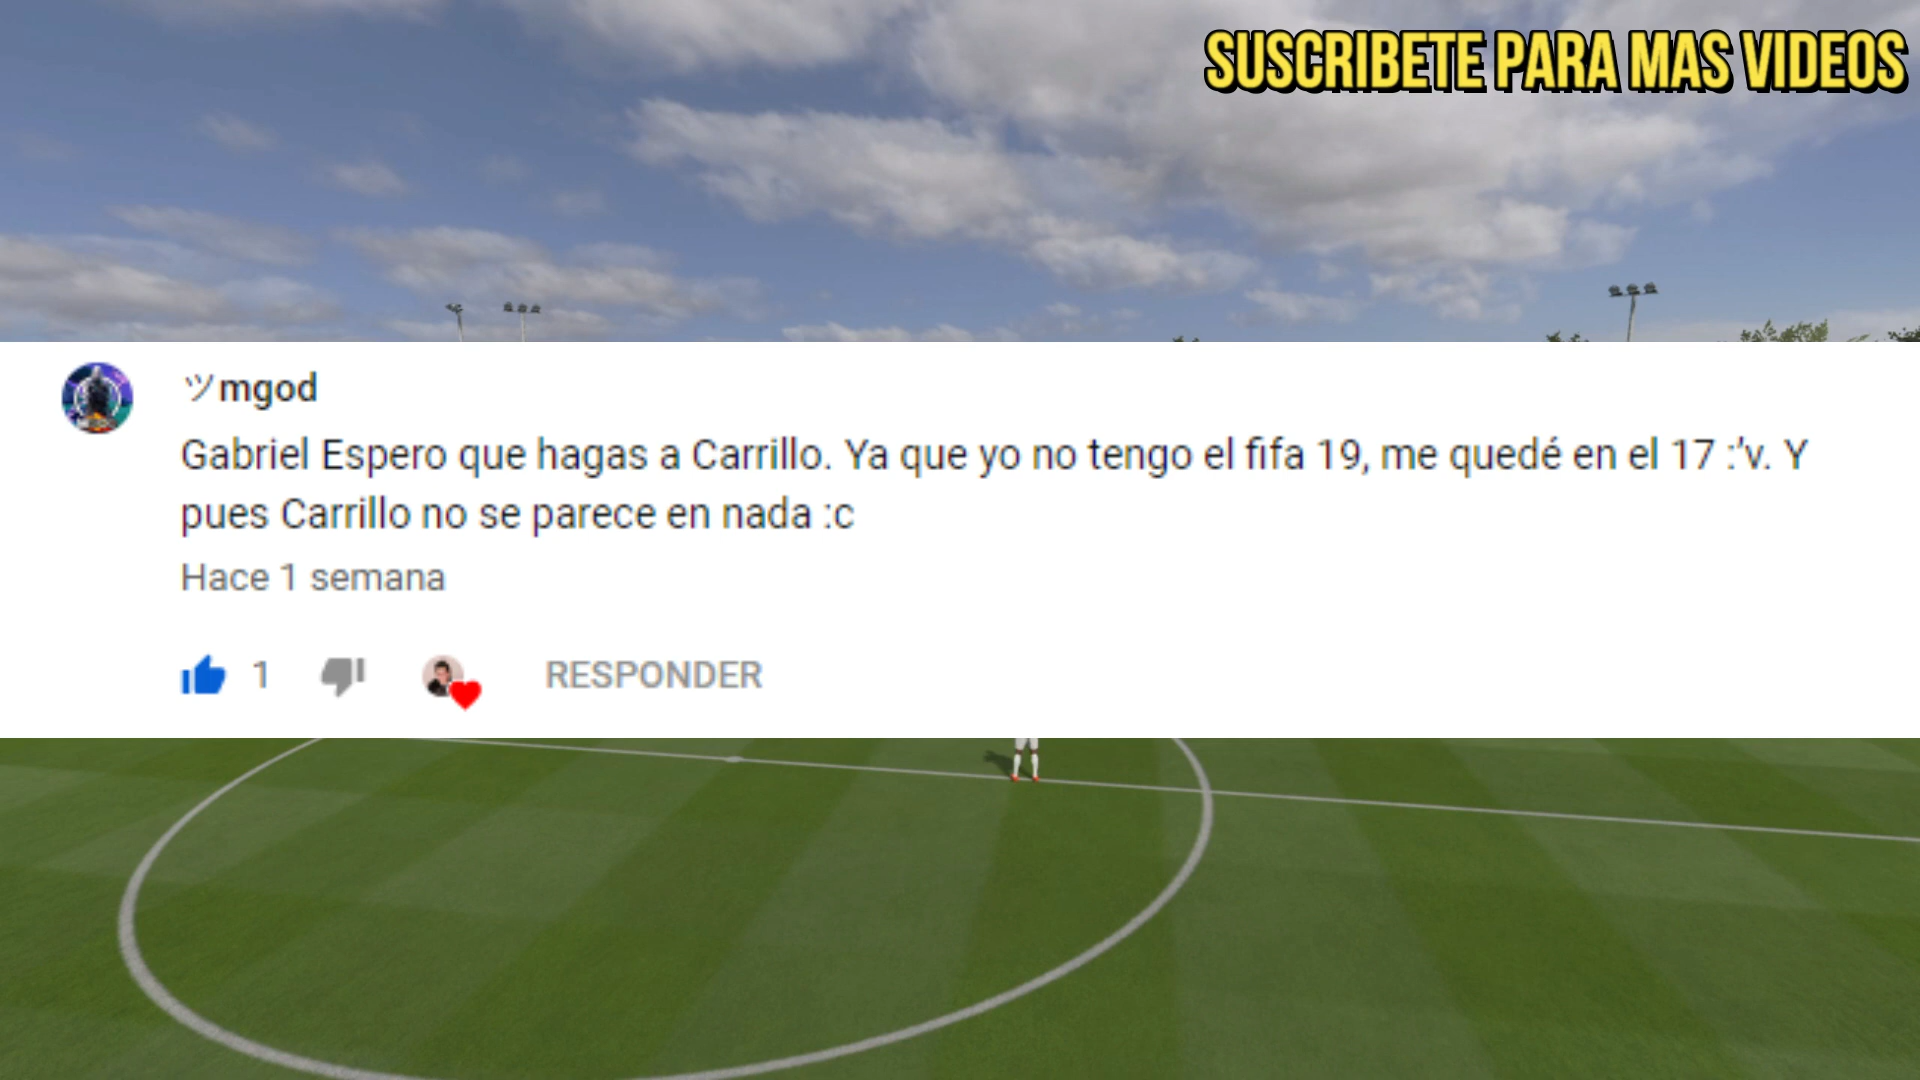 SUSCRIBETE PARA MAS VIDEOS
ツmgod
Gabriel Espero que hagas a Carrillo. Ya que yo no tengo el fifa 19, me quedé en el 17 :'v. Y
pues Carrillo no se parece en nada :c
Hace 1 semana
1
RESPONDER